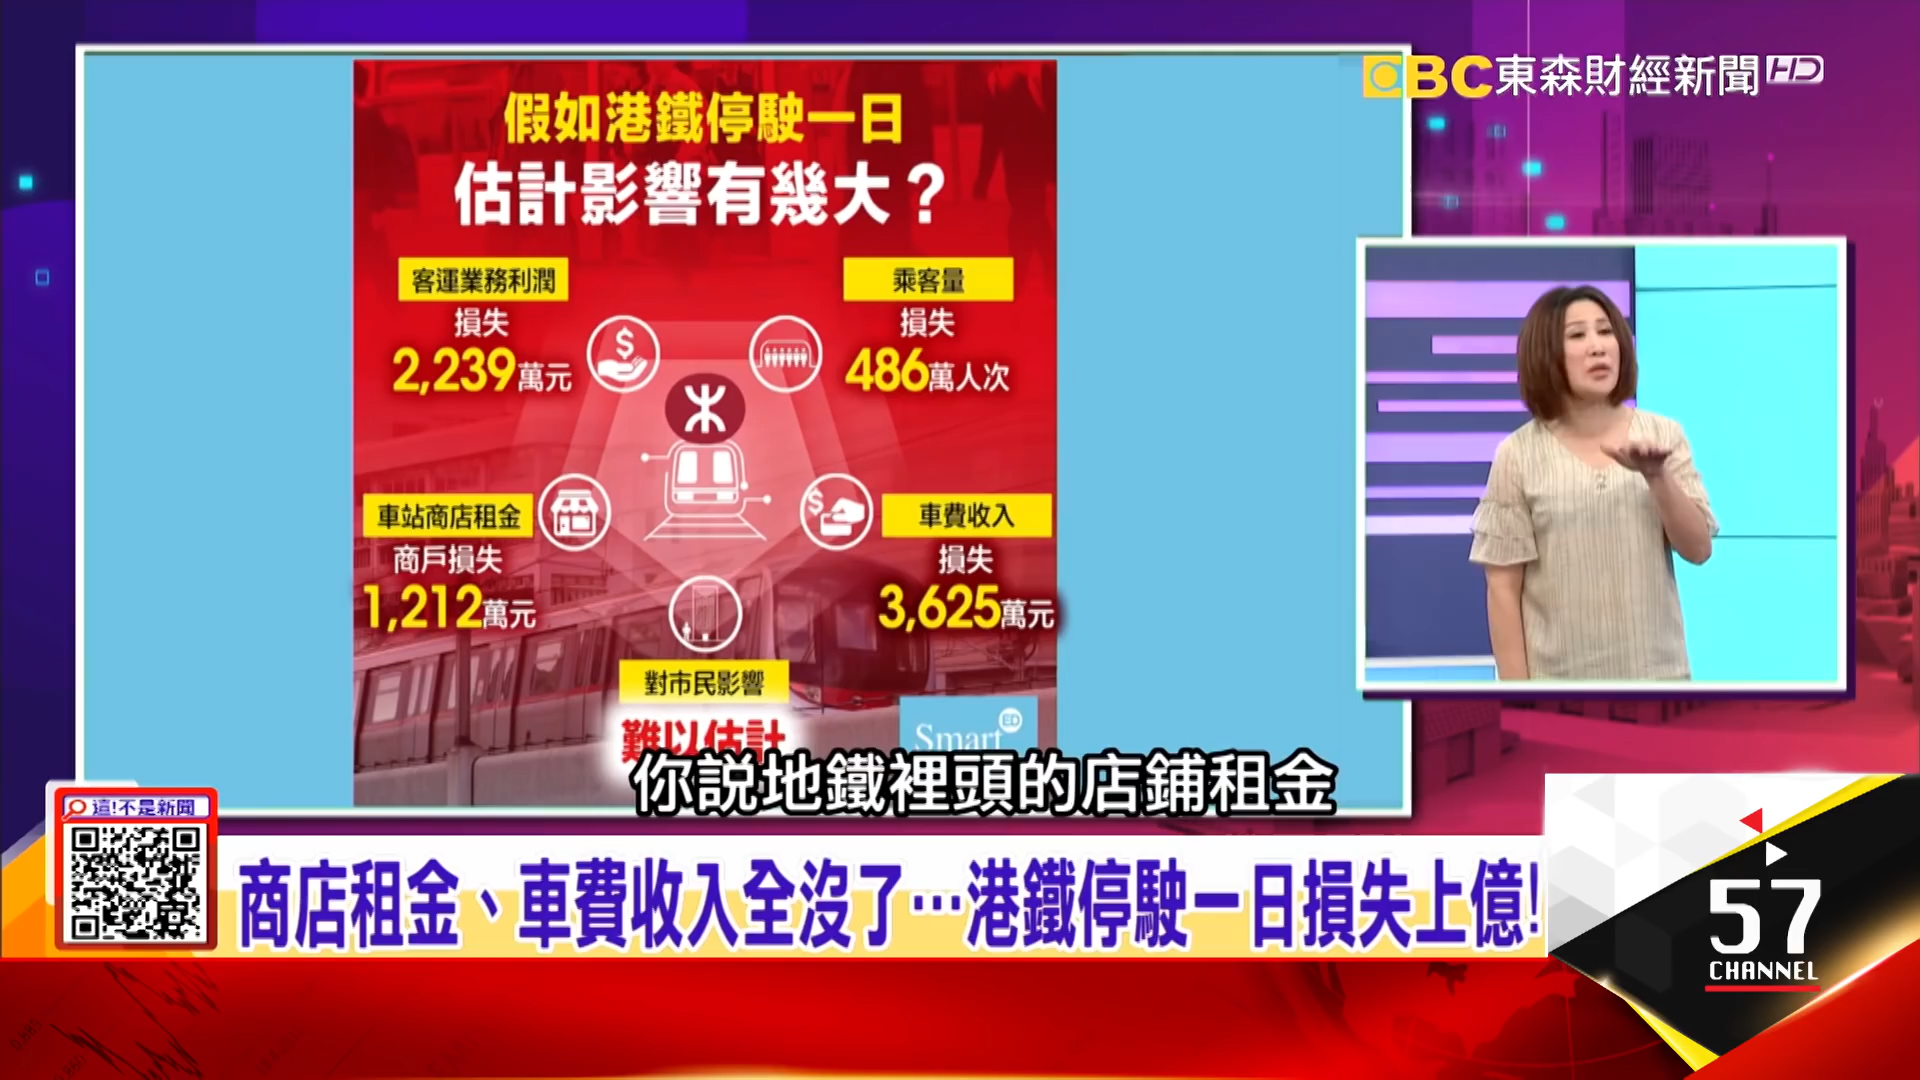 EBC東森財經新聞HD
假如港鐵停駛一日
估計影響有幾大？
客運業務利潤
損失
2,239萬元
乘客量
損失
486萬人次
車站商店租金
商戶損失
1,212萬元
車費收入
損失
3,625萬元
對市民影響
難以估計
Smart ED
你説地鐵裡頭的店鋪租金
這!不是新聞
商店租金、車費收入全沒了…港鐵停駛一日損失上億!
57
CHANNEL